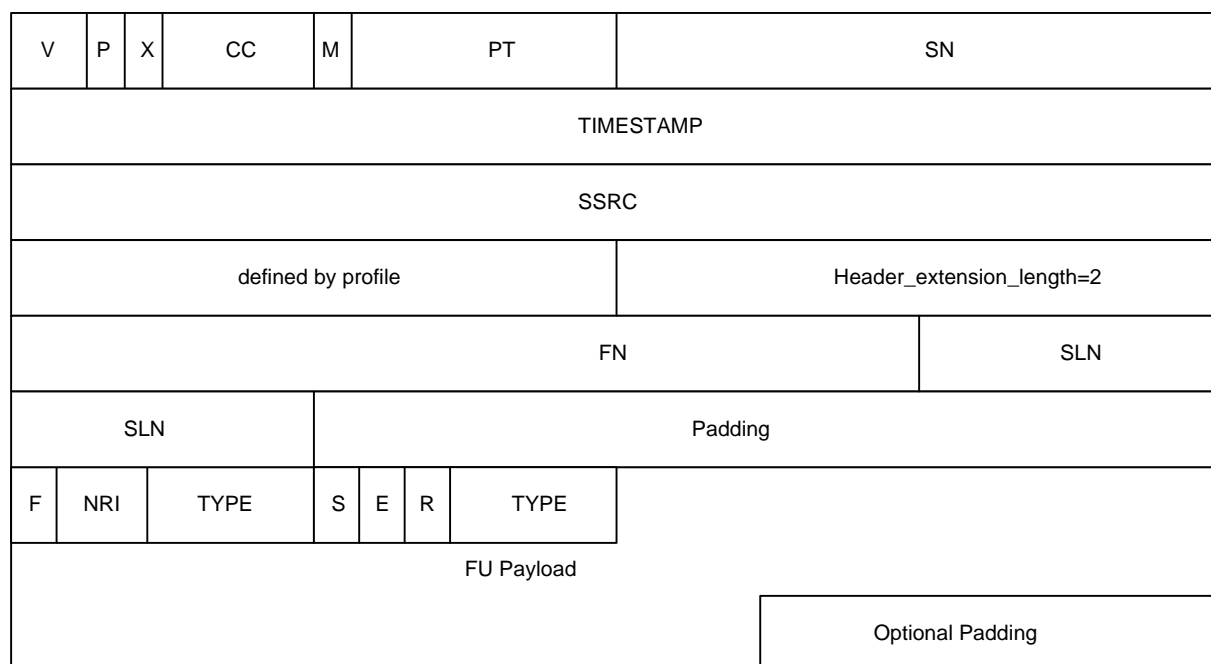 V P X CC M PT SN
TIMESTAMP
SSRC
defined by profile Header_extension_length=2
FN SLN
SLN Padding
F NRI TYPE S E R TYPE
FU Payload
Optional Padding